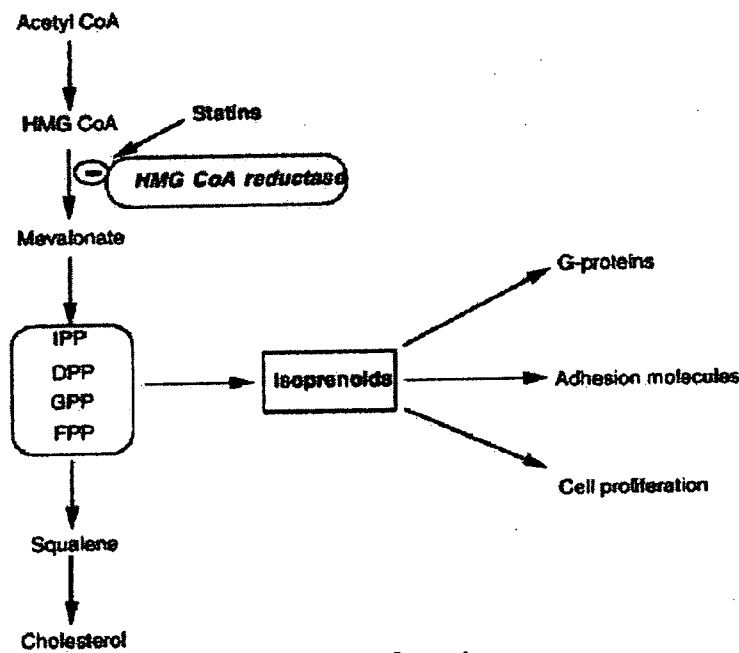 Acetyl CoA
HMG CoA
Statins
HMG CoA reductase
Mevalonate
G-proteins
IPP
DPP
GPP
FPP
Isoprenoids
Adhesion molecules
Cell proliferation
Squalene
Cholesterol